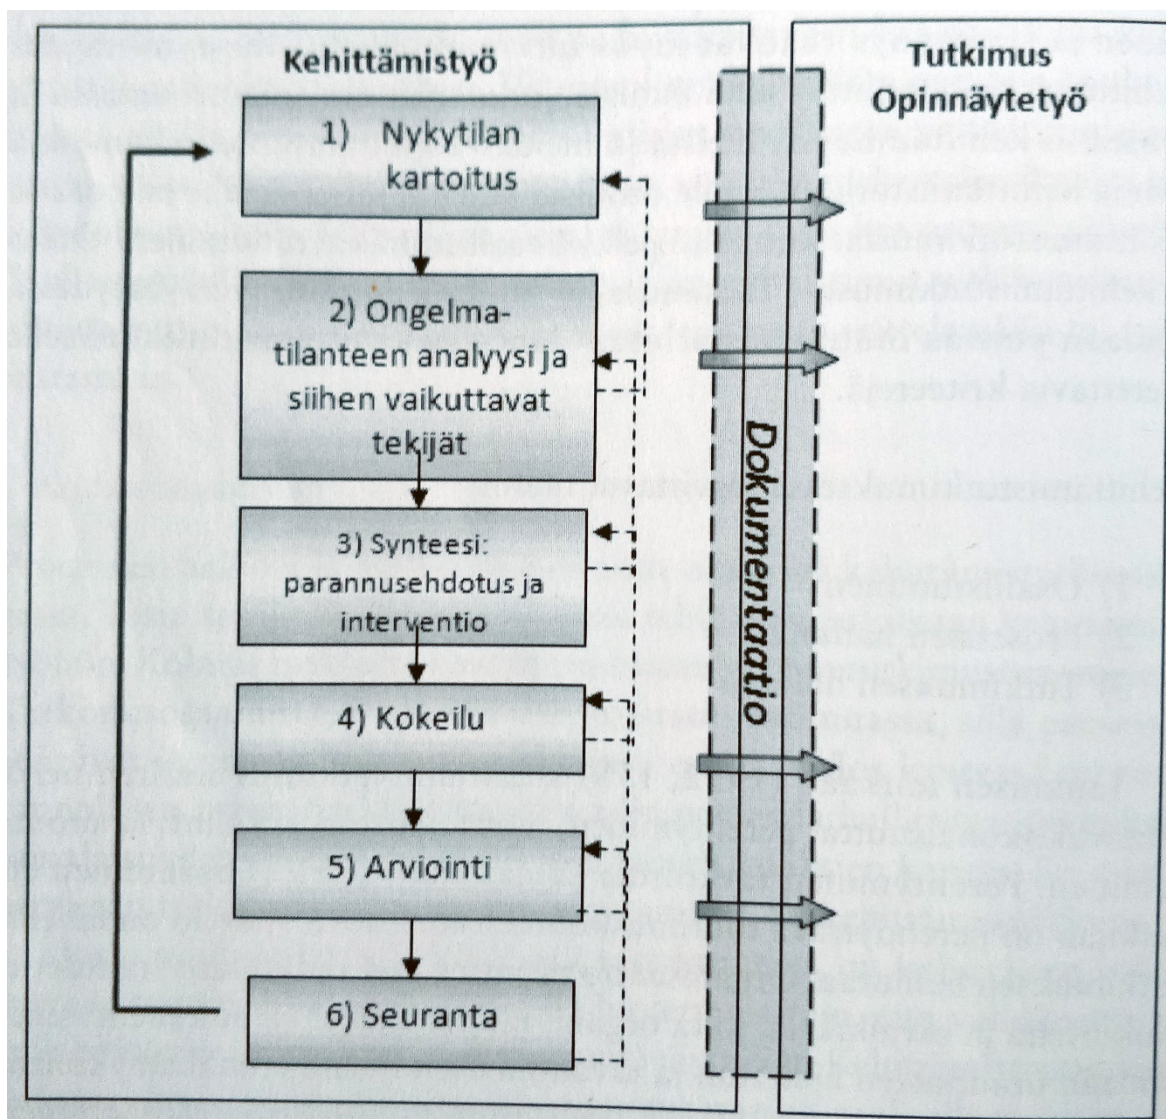 Kehittämistyö
1) Nykytilan
kartoitus
2) Ongelma-
tilanteen analyysi ja
siihen vaikuttavat
tekijät
3) Synteesi:
parannusehdotus ja
interventio
4) Kokeilu
5) Arviointi
6) Seuranta
Dokumentaatio
Tutkimus
Opinnäytetyö